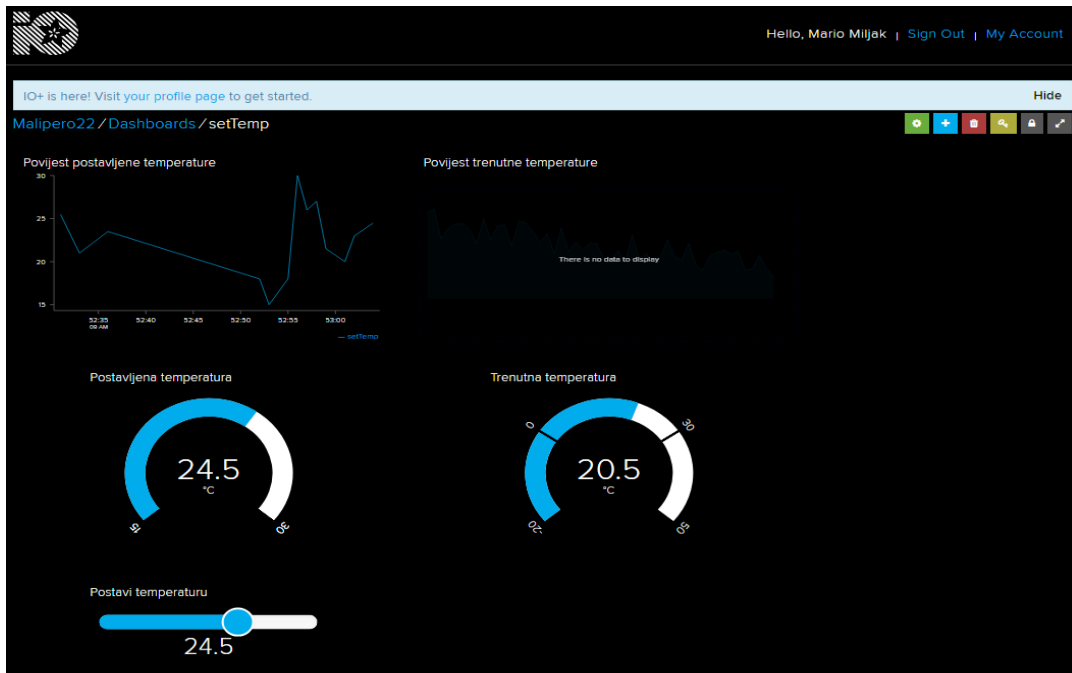 iO
Hello, Mario Miljak | Sign Out | My Account
IO+ is here! Visit your profile page to get started.
Hide
Malipero22 / Dashboards / setTemp
Povijest postavljene temperature
30
25
20
15
52:35
09 AM
52:40
52:45
52:50
52:55
53:00
setTemp
Povijest trenutne temperature
There is no data to display
Postavljena temperatura
24.5
°C
15
30
Trenutna temperatura
0
30
20.5
°C
-20
50
Postavi temperaturu
24.5